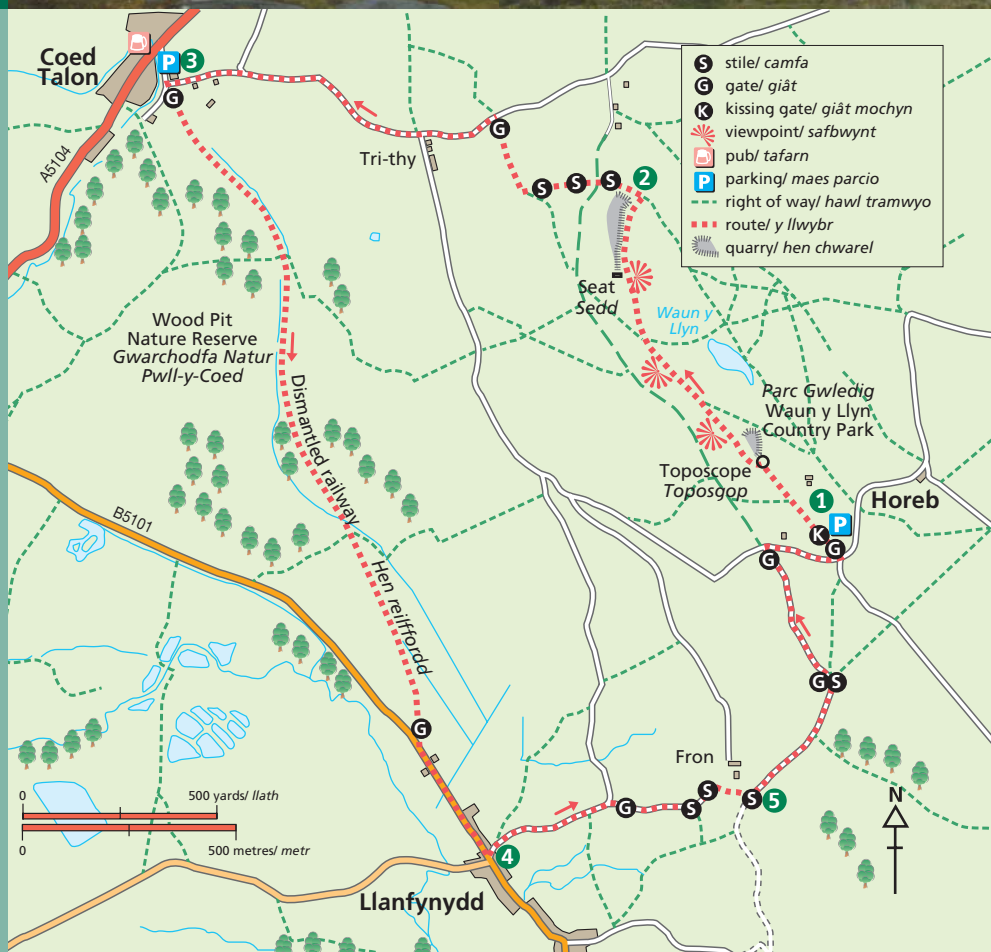 Coed
Talon
P
3
G
A5104
Tri-thy
G
S
S
S
2
S stile/ camfa
G gate/ giât
K kissing gate/ giât mochyn
viewpoint/ safbwynt
pub/ tafarn
P parking/ maes parcio
right of way/ hawl tramwyo
route/ y llwybr
quarry/ hen chwarel
Seat
Sedd
Waun y
Llyn
Wood Pit
Nature Reserve
Gwarchodfa Natur
Pwll-y-Coed
Dismantled railway
Hen reilffordd
Parc Gwledig
Waun y Llyn
Country Park
Toposcope
Toposgop
1
P
K
G
Horeb
G
B5101
G
S
G
Fron
S
S
S
5
G
0
500 yards/ llath
0
500 metres/ metr
N
4
Llanfynydd